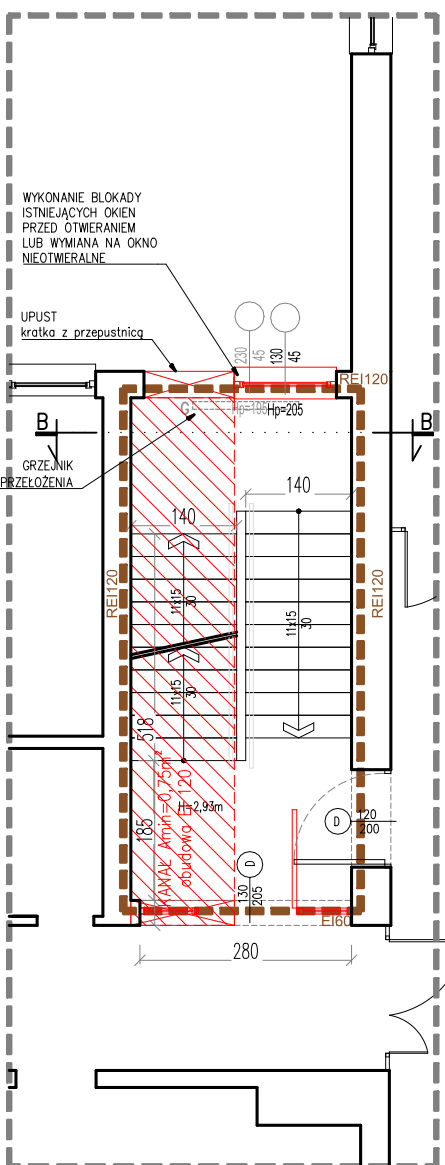 WYKONANIE BLOKADY
ISTNIEJĄCYCH OKIEN
PRZED OTWIERANIEM
LUB WYMIANA NA OKNO
NIEOTWIERALNE
UPUST
kratka z przepustnicą
230
45
130
45
REI120
G
Hp=195
Hp=205
B
B
GRZEJNIK
PRZEŁOŻENIA
140
140
REI120
REI120
11x15
30
11x15
30
11x15
30
518
185
KANAŁ Amin=0,75m²
obudowa EI 120
H=2,93m
D
120
200
D
130
205
EI60
280